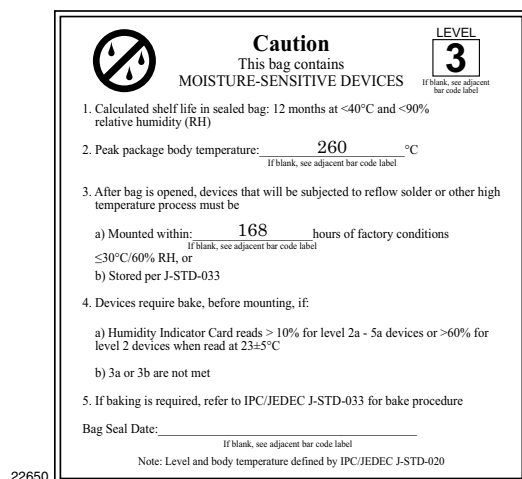 Caution
This bag contains
MOISTURE-SENSITIVE DEVICES
LEVEL
3
If blank, see adjacent
bar code label
1. Calculated shelf life in sealed bag: 12 months at <40°C and <90%
relative humidity (RH)
2. Peak package body temperature: 260 °C
If blank, see adjacent bar code label
3. After bag is opened, devices that will be subjected to reflow solder or other high
temperature process must be
a) Mounted within: 168 hours of factory conditions
If blank, see adjacent bar code label
≤30°C/60% RH, or
b) Stored per J-STD-033
4. Devices require bake, before mounting, if:
a) Humidity Indicator Card reads > 10% for level 2a - 5a devices or >60% for
level 2 devices when read at 23±5°C
b) 3a or 3b are not met
5. If baking is required, refer to IPC/JEDEC J-STD-033 for bake procedure
Bag Seal Date:
If blank, see adjacent bar code label
Note: Level and body temperature defined by IPC/JEDEC J-STD-020
22650